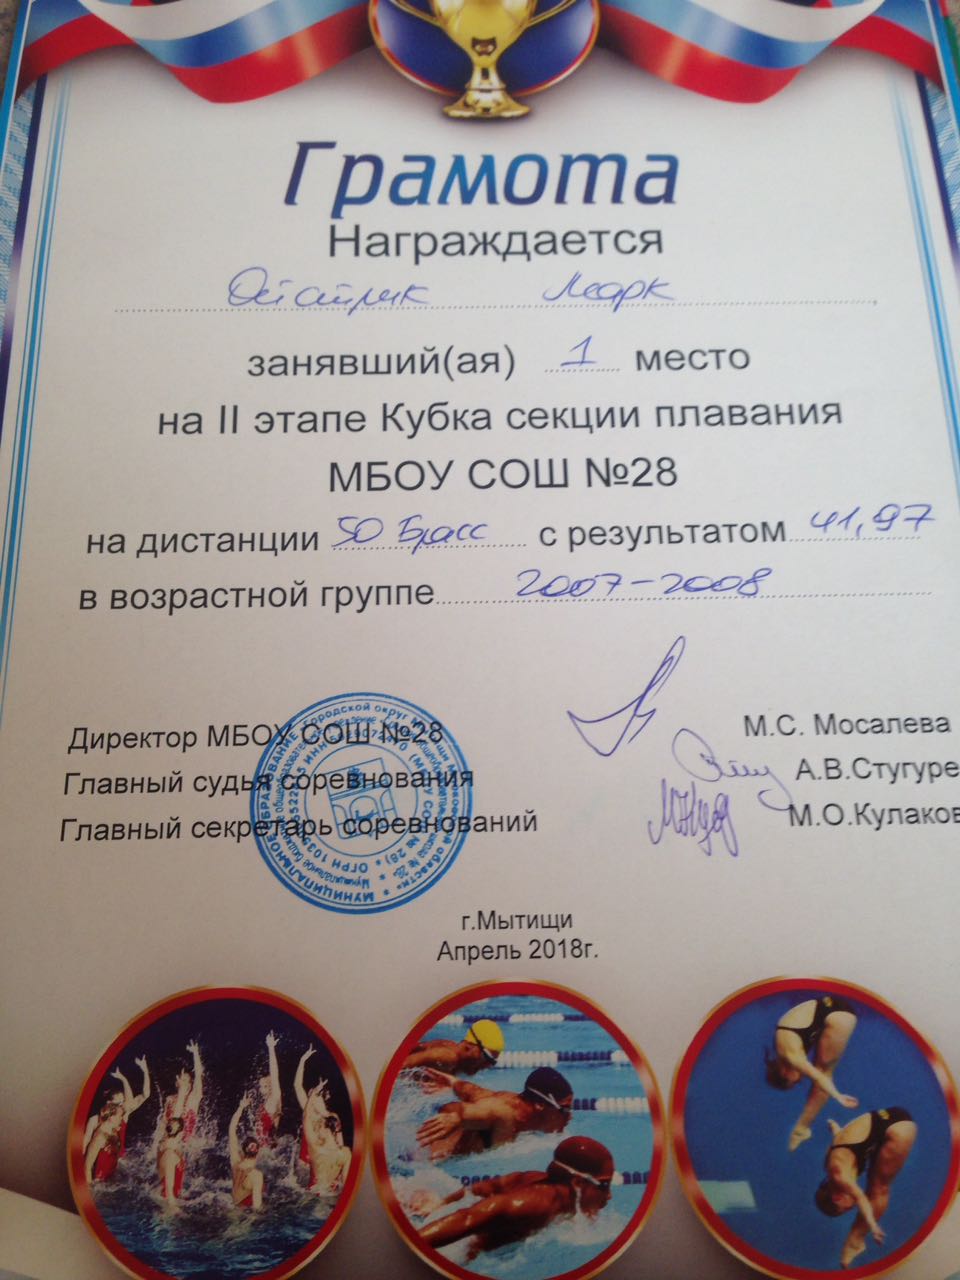 Грамота
Награждается
Марк
занявший(ая) 1 место
на II этапе Кубка секции плавания
МБОУ СОШ №28
на дистанции 50 Брасс с результатом 41,97
в возрастной группе 2007-2008
Директор МБОУ СОШ №28 М.С. Мосалева
Главный судья соревнования А.В.Стугуре
Главный секретарь соревнований М.О.Кулаков
г.Мытищи
Апрель 2018г.